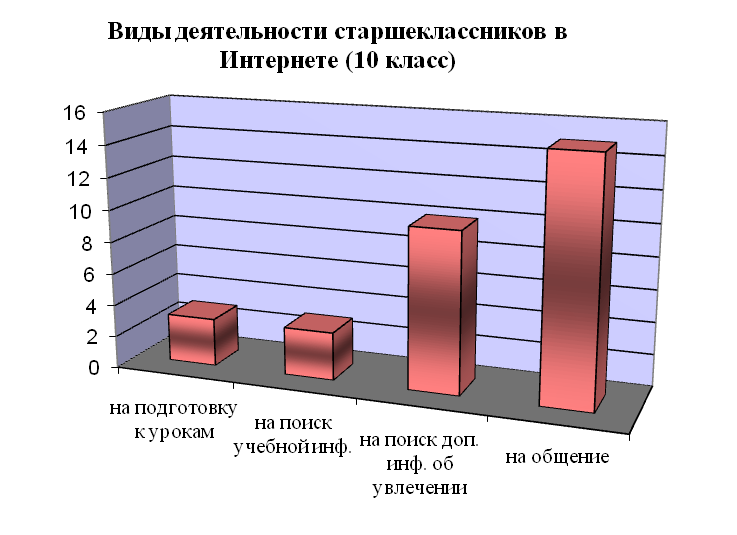 Виды деятельности старшеклассников в
Интернете (10 класс)
16
14
12
10
8
6
4
2
0
на подготовку
к урокам
на поиск
учебной инф.
на поиск доп.
инф. об
увлечении
на общение